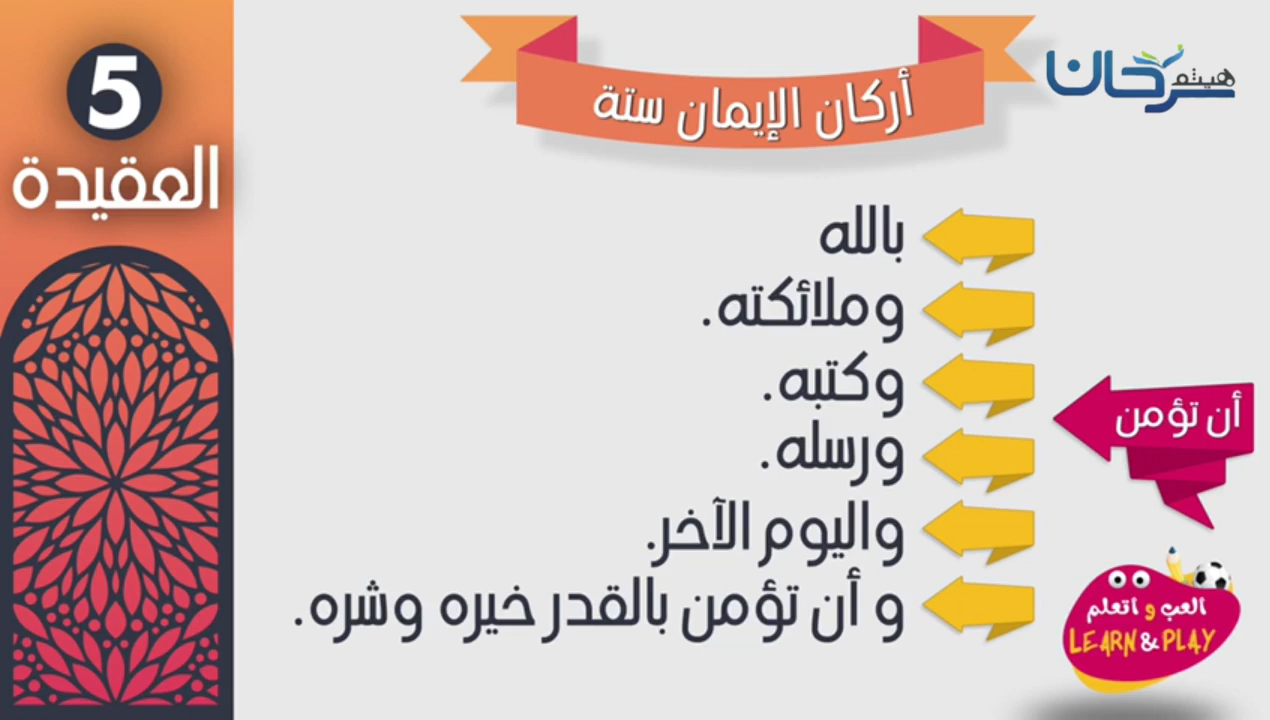 5
العقيدة
أركان الإيمان ستة
هيثم
سرحان
أن تؤمن
بالله
وملائكته.
وكتبه.
ورسله.
واليوم الآخر.
و أن تؤمن بالقدر خيره وشره.
العب و اتعلم
LEARN & PLAY